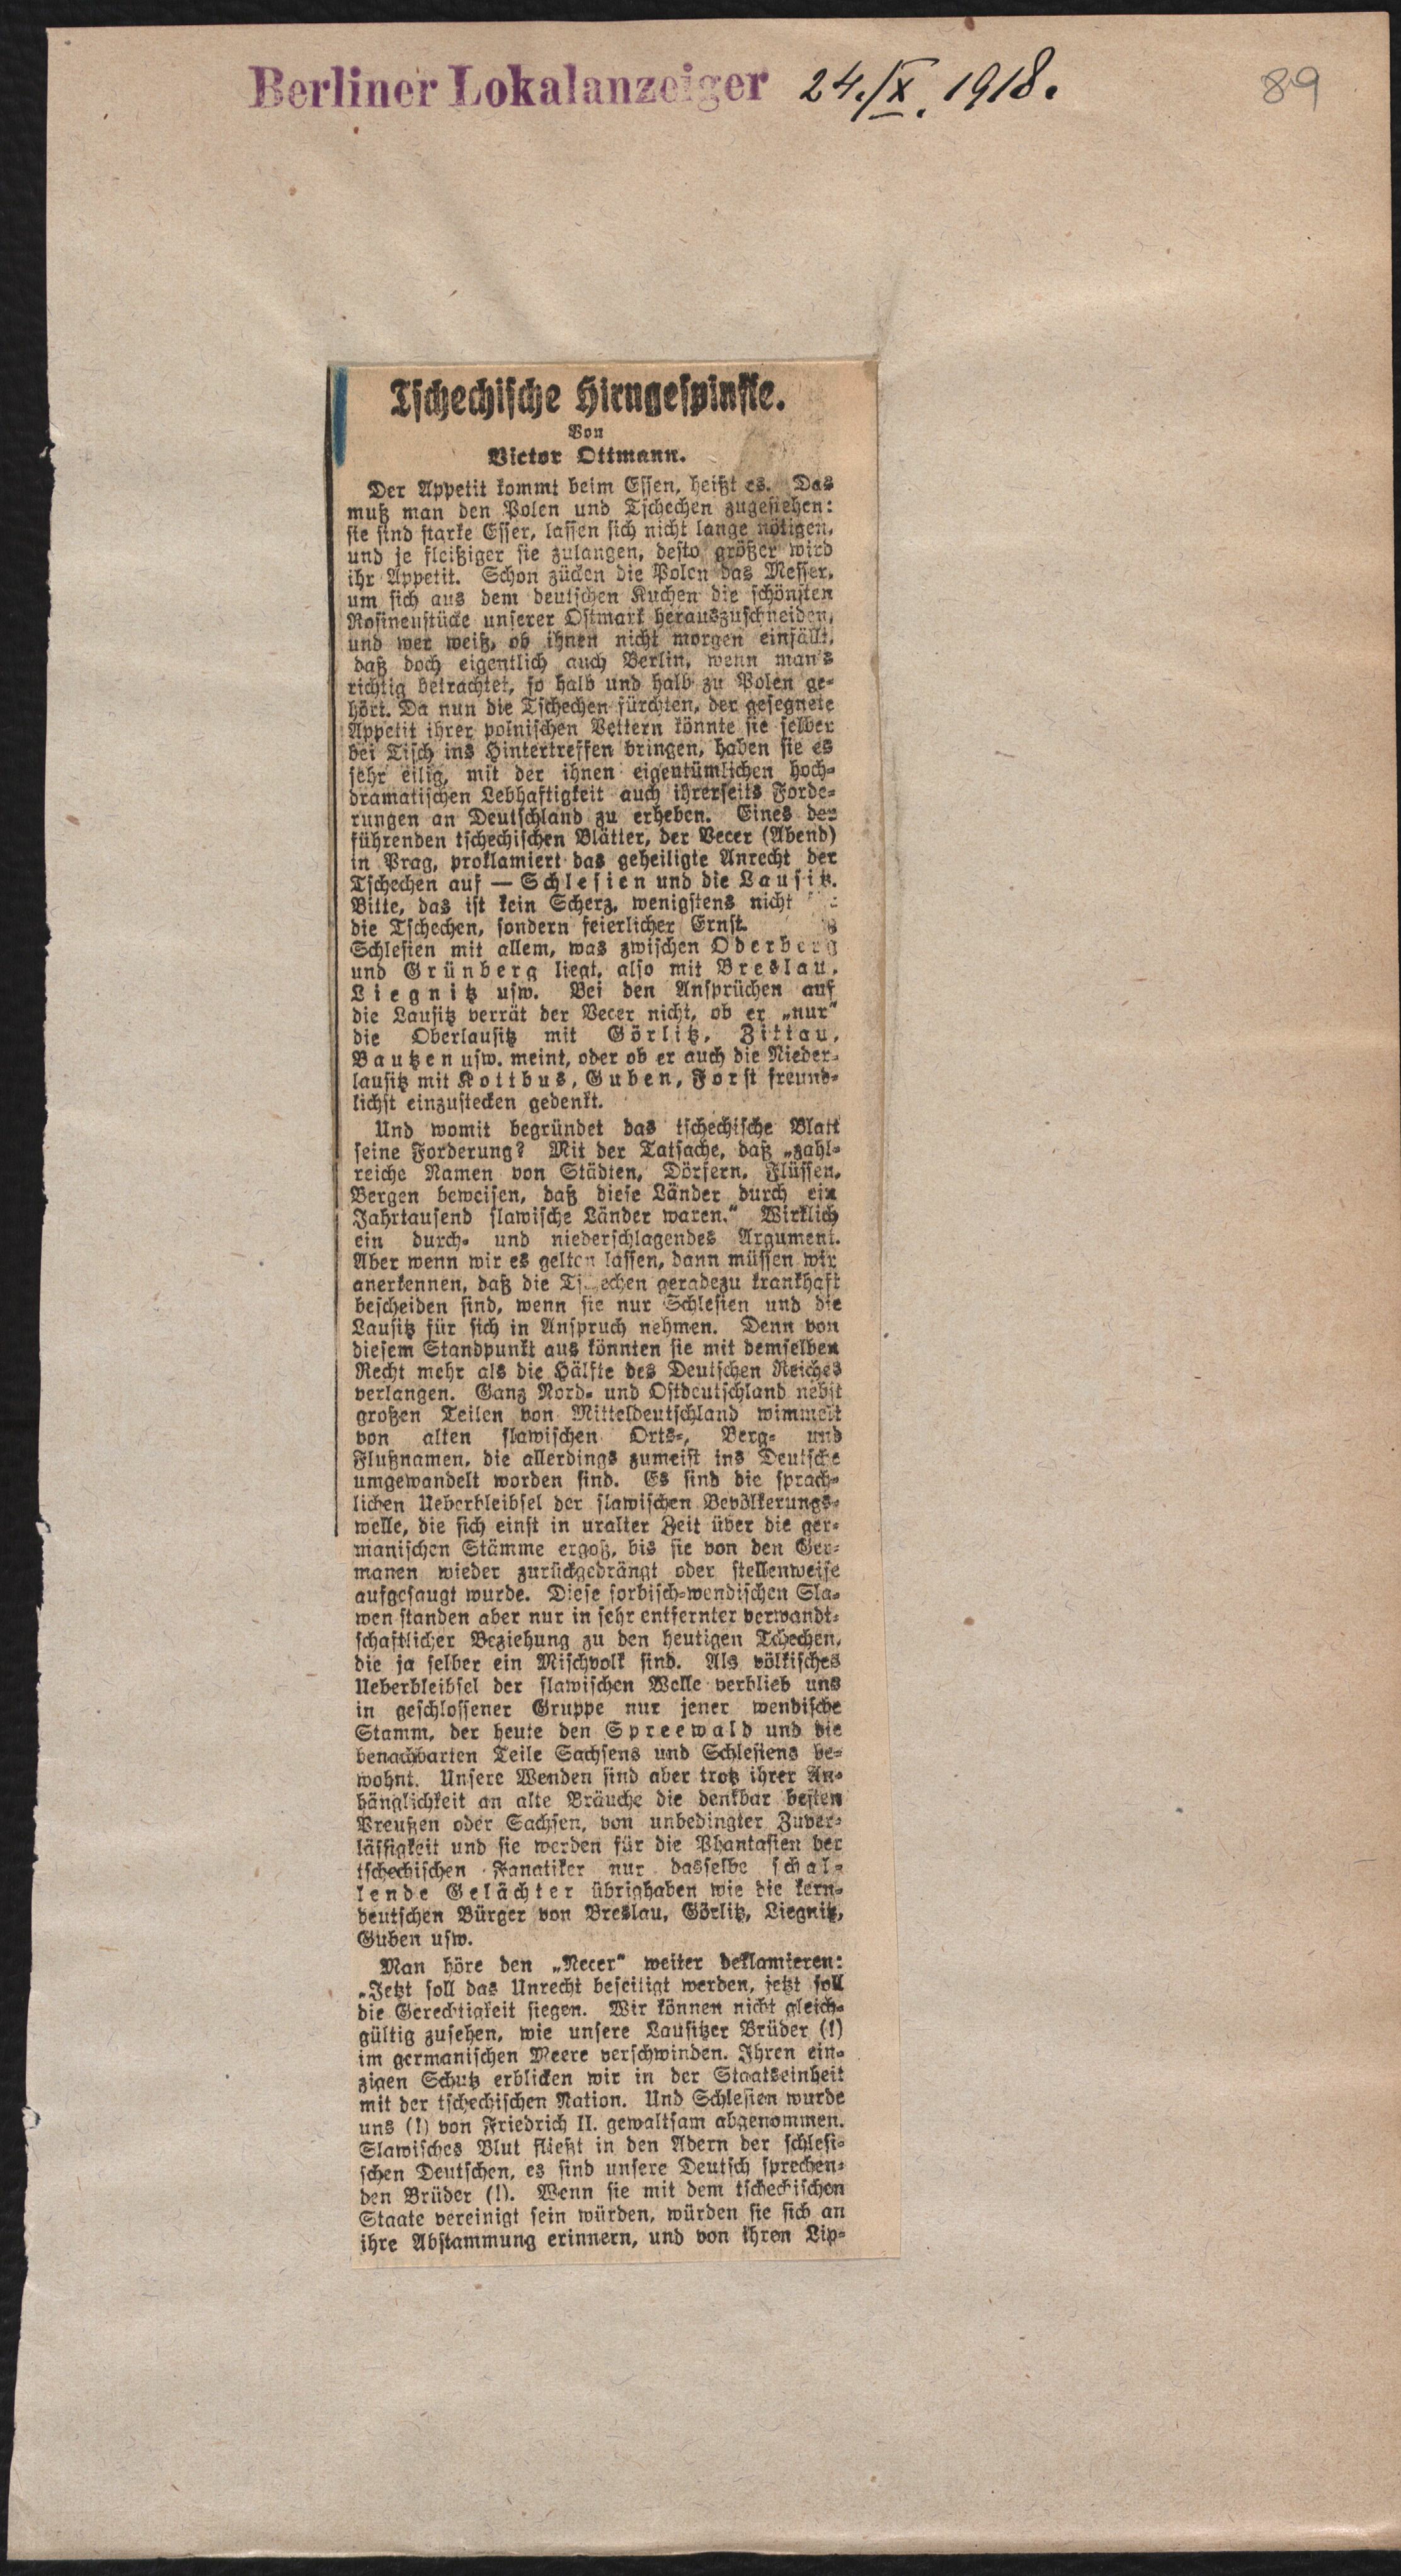 Berliner Lokalanzeiger 24./IX. 1918.
89
Tschechische Hirngespinste.
Von
Victor Ottmann.
Der Appetit kommt beim Essen, heißt es. Das
muß man den Polen und Tschechen zugestehen:
sie sind starke Esser, lassen sich nicht lange nötigen,
und je fleißiger sie zulangen, desto größer wird
ihr Appetit. Schon zücken die Polen das Messer,
um sich aus dem deutschen Kuchen die schönsten
Rosinenstücke unserer Ostmark herauszuschneiden,
und wer weiß, ob ihnen nicht morgen einfällt,
daß doch eigentlich auch Berlin, wenn man's
richtig betrachtet, so halb und halb zu Polen ge-
hört. Da nun die Tschechen fürchten, der gesegnete
Appetit ihrer polnischen Vettern könnte sie selber
bei Tisch ins Hintertreffen bringen, haben sie es
sehr eilig, mit der ihnen eigentümlichen hoch-
dramatischen Lebhaftigkeit auch ihrerseits Forde-
rungen an Deutschland zu erheben. Eines der
führenden tschechischen Blätter, der Vecer (Abend)
in Prag, proklamiert das geheiligte Anrecht der
Tschechen auf — Schlesien und die Lausitz.
Bitte, das ist kein Scherz, wenigstens nicht
die Tschechen, sondern feierlicher Ernst.
Schlesien mit allem, was zwischen Oderberg
und Grünberg liegt, also mit Breslau,
Liegnitz usw. Bei den Ansprüchen auf
die Lausitz verrät der Vecer nicht, ob er „nur“
die Oberlausitz mit Görlitz, Zittau,
Bautzen usw. meint, oder ob er auch die Nieder-
lausitz mit Kottbus, Guben, Forst freund-
lichst einzustecken gedenkt.
Und womit begründet das tschechische Blatt
seine Forderung? Mit der Tatsache, daß „zahl-
reiche Namen von Städten, Dörfern, Flüssen,
Bergen beweisen, daß diese Länder durch ein
Jahrtausend slawische Länder waren.“ Wirklich
ein durch- und niederschlagendes Argument.
Aber wenn wir es gelten lassen, dann müssen wir
anerkennen, daß die Tschechen geradezu krankhaft
bescheiden sind, wenn sie nur Schlesien und die
Lausitz für sich in Anspruch nehmen. Denn von
diesem Standpunkt aus könnten sie mit demselben
Recht mehr als die Hälfte des Deutschen Reiches
verlangen. Ganz Nord- und Ostdeutschland nebst
großen Teilen von Mitteldeutschland wimmelt
von alten slawischen Orts-, Berg- und
Flußnamen, die allerdings zumeist ins Deutsche
umgewandelt worden sind. Es sind die sprach-
lichen Ueberbleibsel der slawischen Bevölkerungs-
welle, die sich einst in uralter Zeit über die ger-
manischen Stämme ergoß, bis sie von den Ger-
manen wieder zurückgedrängt oder stellenweise
aufgesaugt wurde. Diese sorbisch-wendischen Sla-
wen standen aber nur in sehr entfernter verwandt-
schaftlicher Beziehung zu den heutigen Tchechen,
die ja selber ein Mischvolk sind. Als völkisches
Ueberbleibsel der slawischen Welle verblieb uns
in geschlossener Gruppe nur jener wendische
Stamm, der heute den Spreewald und die
benachbarten Teile Sachsens und Schlesiens be-
wohnt. Unsere Wenden sind aber trotz ihrer An-
hänglichkeit an alte Bräuche die denkbar besten
Preußen oder Sachsen, von unbedingter Zuver-
lässigkeit und sie werden für die Phantasien der
tschechischen Fanatiker nur dasselbe schal-
lende Gelächter übrighaben wie die kern-
deutschen Bürger von Breslau, Görlitz, Liegnitz,
Guben usw.
Man höre den „Necer“ weiter deklamieren:
„Jetzt soll das Unrecht beseitigt werden, jetzt soll
die Gerechtigkeit siegen. Wir können nicht gleich-
gültig zusehen, wie unsere Lausitzer Brüder (!)
im germanischen Meere verschwinden. Ihren ein-
zigen Schutz erblicken wir in der Staatseinheit
mit der tschechischen Nation. Und Schlesien wurde
uns (!) von Friedrich II. gewaltsam abgenommen.
Slawisches Blut fließt in den Adern der schlesi-
schen Deutschen, es sind unsere Deutsch sprechen-
den Brüder (!). Wenn sie mit dem tschechischen
Staate vereinigt sein würden, würden sie sich an
ihre Abstammung erinnern, und von ihren Lip-